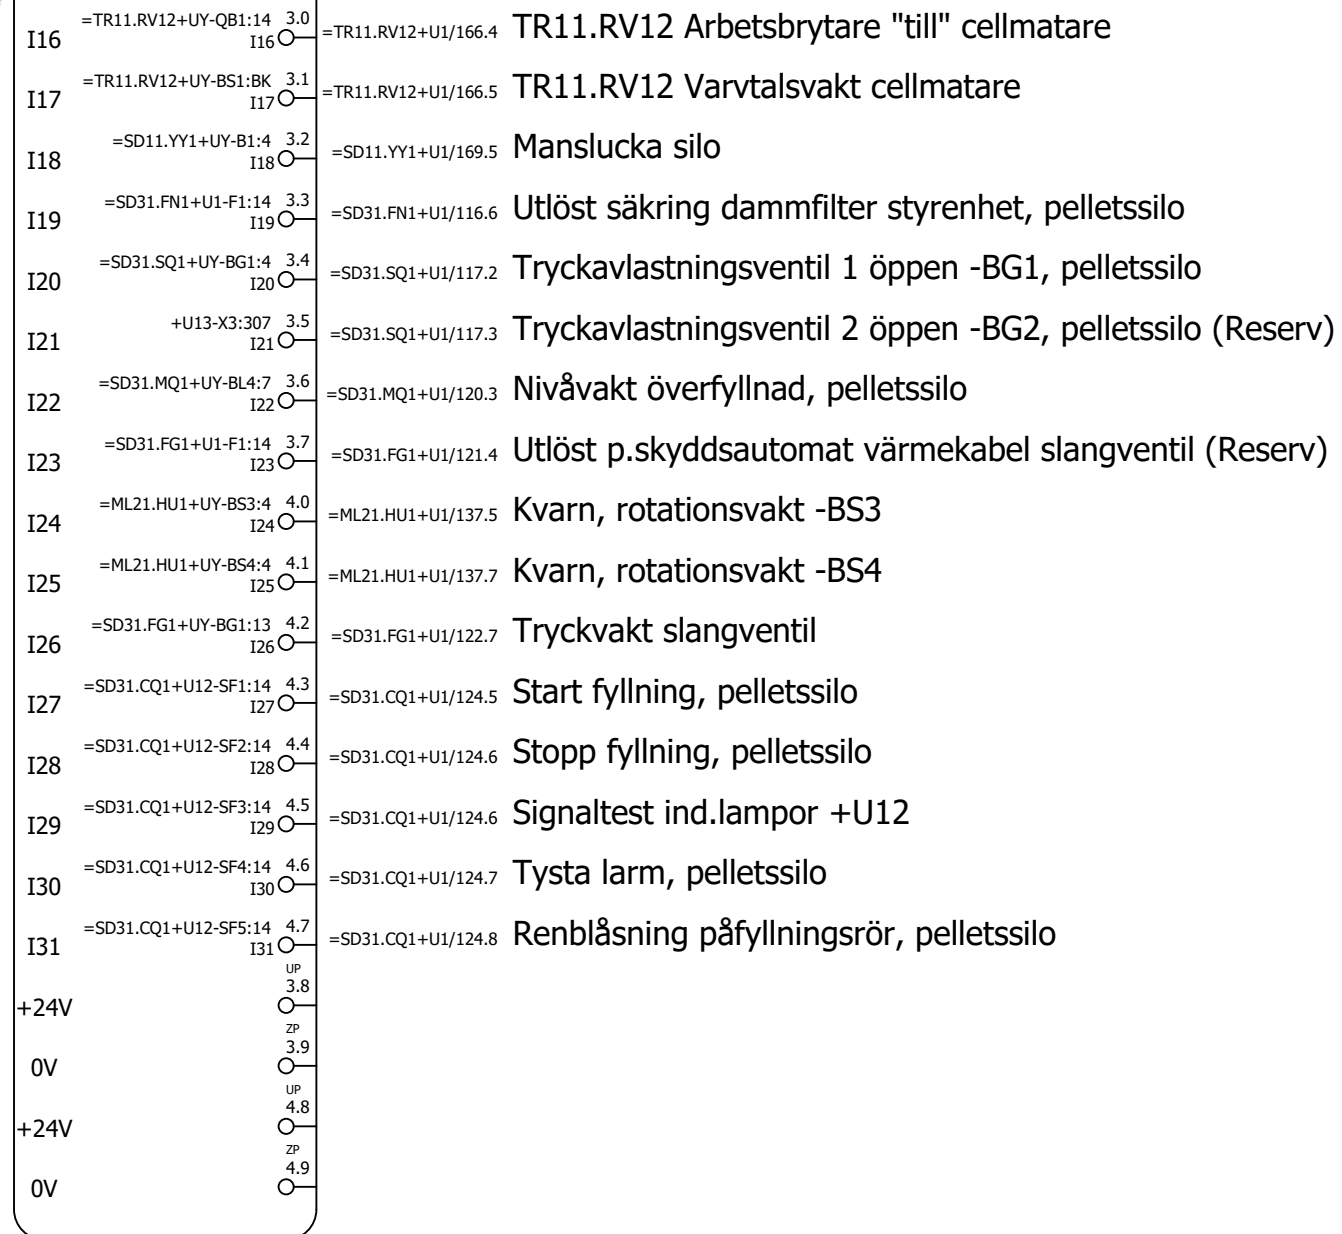 I16 =TR11.RV12+UY-QB1:14 3.0 I16 =TR11.RV12+U1/166.4 TR11.RV12 Arbetsbrytare "till" cellmatare
I17 =TR11.RV12+UY-BS1:BK 3.1 I17 =TR11.RV12+U1/166.5 TR11.RV12 Varvtalsvakt cellmatare
I18 =SD11.YY1+UY-B1:4 3.2 I18 =SD11.YY1+U1/169.5 Manslucka silo
I19 =SD31.FN1+U1-F1:14 3.3 I19 =SD31.FN1+U1/116.6 Utlöst säkring dammfilter styrenhet, pelletssilo
I20 =SD31.SQ1+UY-BG1:4 3.4 I20 =SD31.SQ1+U1/117.2 Tryckavlastningsventil 1 öppen -BG1, pelletssilo
I21 +U13-X3:307 3.5 I21 =SD31.SQ1+U1/117.3 Tryckavlastningsventil 2 öppen -BG2, pelletssilo (Reserv)
I22 =SD31.MQ1+UY-BL4:7 3.6 I22 =SD31.MQ1+U1/120.3 Nivåvakt överfyllnad, pelletssilo
I23 =SD31.FG1+U1-F1:14 3.7 I23 =SD31.FG1+U1/121.4 Utlöst p.skyddsautomat värmekabel slangventil (Reserv)
I24 =ML21.HU1+UY-BS3:4 4.0 I24 =ML21.HU1+U1/137.5 Kvarn, rotationsvakt -BS3
I25 =ML21.HU1+UY-BS4:4 4.1 I25 =ML21.HU1+U1/137.7 Kvarn, rotationsvakt -BS4
I26 =SD31.FG1+UY-BG1:13 4.2 I26 =SD31.FG1+U1/122.7 Tryckvakt slangventil
I27 =SD31.CQ1+U12-SF1:14 4.3 I27 =SD31.CQ1+U1/124.5 Start fyllning, pelletssilo
I28 =SD31.CQ1+U12-SF2:14 4.4 I28 =SD31.CQ1+U1/124.6 Stopp fyllning, pelletssilo
I29 =SD31.CQ1+U12-SF3:14 4.5 I29 =SD31.CQ1+U1/124.6 Signaltest ind.lampor +U12
I30 =SD31.CQ1+U12-SF4:14 4.6 I30 =SD31.CQ1+U1/124.7 Tysta larm, pelletssilo
I31 =SD31.CQ1+U12-SF5:14 4.7 I31 =SD31.CQ1+U1/124.8 Renblåsning påfyllningsrör, pelletssilo
UP
3.8
+24V
ZP
3.9
0V
UP
4.8
+24V
ZP
4.9
0V